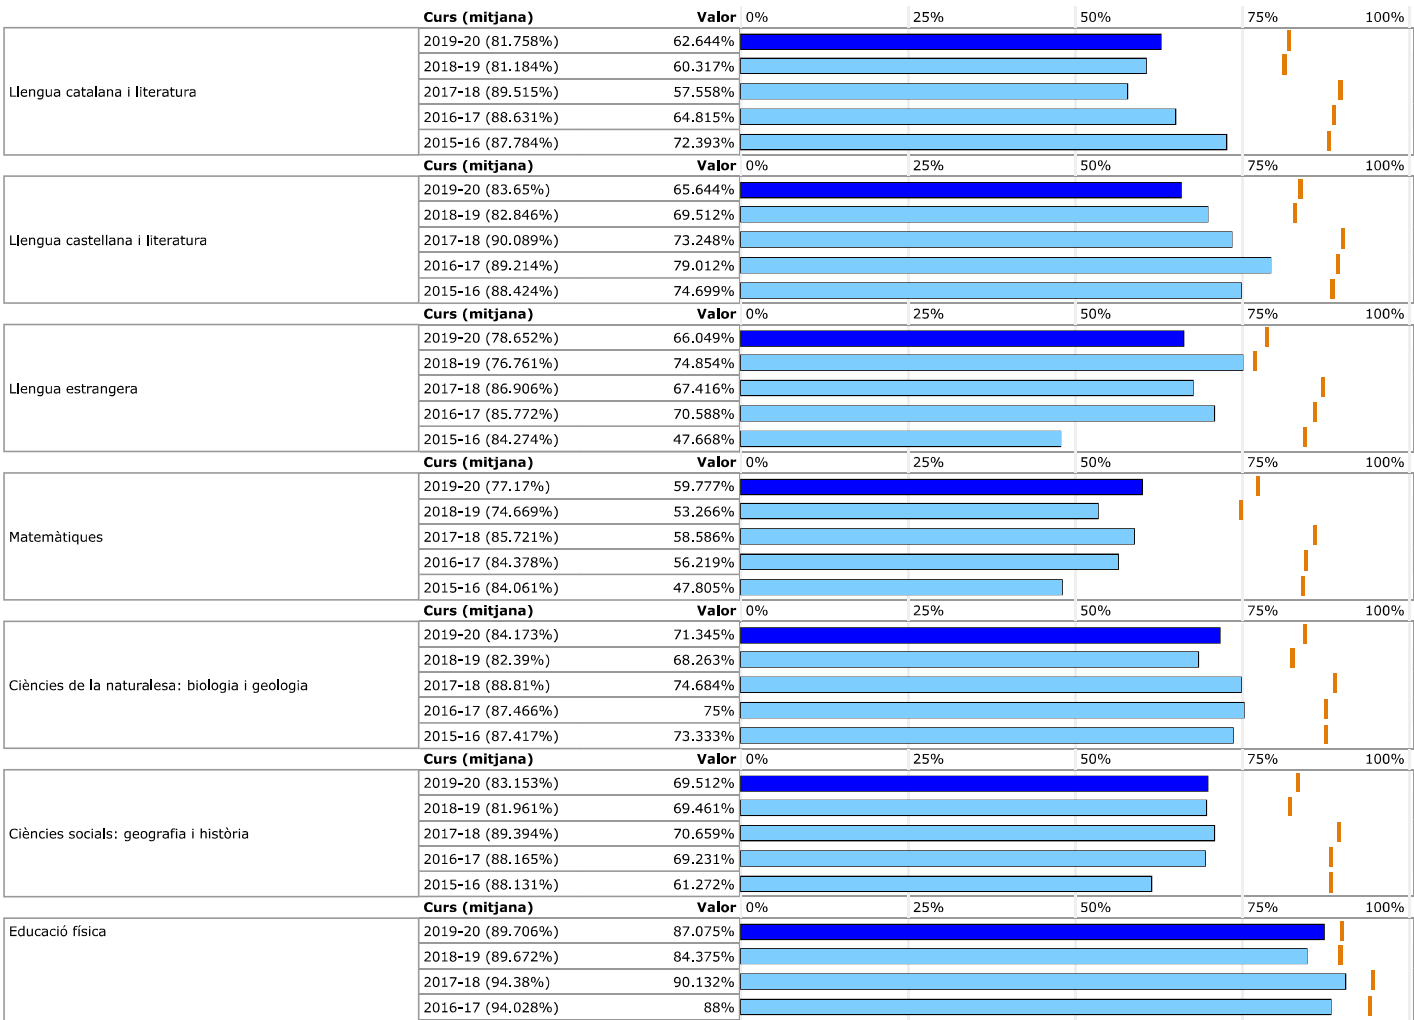 Curs (mitjana) Valor 0% 25% 50% 75% 100%
2019-20 (81.758%) 62.644%
2018-19 (81.184%) 60.317%
Llengua catalana i literatura 2017-18 (89.515%) 57.558%
2016-17 (88.631%) 64.815%
2015-16 (87.784%) 72.393%
Curs (mitjana) Valor 0% 25% 50% 75% 100%
2019-20 (83.65%) 65.644%
2018-19 (82.846%) 69.512%
Llengua castellana i literatura 2017-18 (90.089%) 73.248%
2016-17 (89.214%) 79.012%
2015-16 (88.424%) 74.699%
Curs (mitjana) Valor 0% 25% 50% 75% 100%
2019-20 (78.652%) 66.049%
2018-19 (76.761%) 74.854%
Llengua estrangera 2017-18 (86.906%) 67.416%
2016-17 (85.772%) 70.588%
2015-16 (84.274%) 47.668%
Curs (mitjana) Valor 0% 25% 50% 75% 100%
2019-20 (77.17%) 59.777%
2018-19 (74.669%) 53.266%
Matemàtiques 2017-18 (85.721%) 58.586%
2016-17 (84.378%) 56.219%
2015-16 (84.061%) 47.805%
Curs (mitjana) Valor 0% 25% 50% 75% 100%
2019-20 (84.173%) 71.345%
2018-19 (82.39%) 68.263%
Ciències de la naturalesa: biologia i geologia 2017-18 (88.81%) 74.684%
2016-17 (87.466%) 75%
2015-16 (87.417%) 73.333%
Curs (mitjana) Valor 0% 25% 50% 75% 100%
2019-20 (83.153%) 69.512%
2018-19 (81.961%) 69.461%
Ciències socials: geografia i història 2017-18 (89.394%) 70.659%
2016-17 (88.165%) 69.231%
2015-16 (88.131%) 61.272%
Curs (mitjana) Valor 0% 25% 50% 75% 100%
Educació física 2019-20 (89.706%) 87.075%
2018-19 (89.672%) 84.375%
2017-18 (94.38%) 90.132%
2016-17 (94.028%) 88%